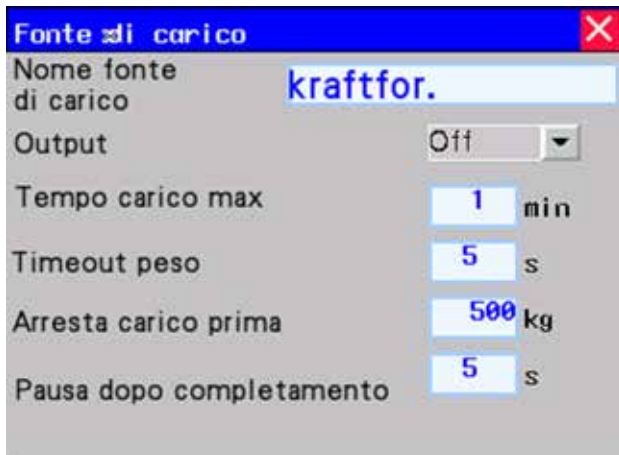 Fonte di carico
Nome fonte
di carico
kraftfor.
Output
Off
Tempo carico max
1 min
Timeout peso
5 s
Arresta carico prima
500 kg
Pausa dopo completamento
5 s